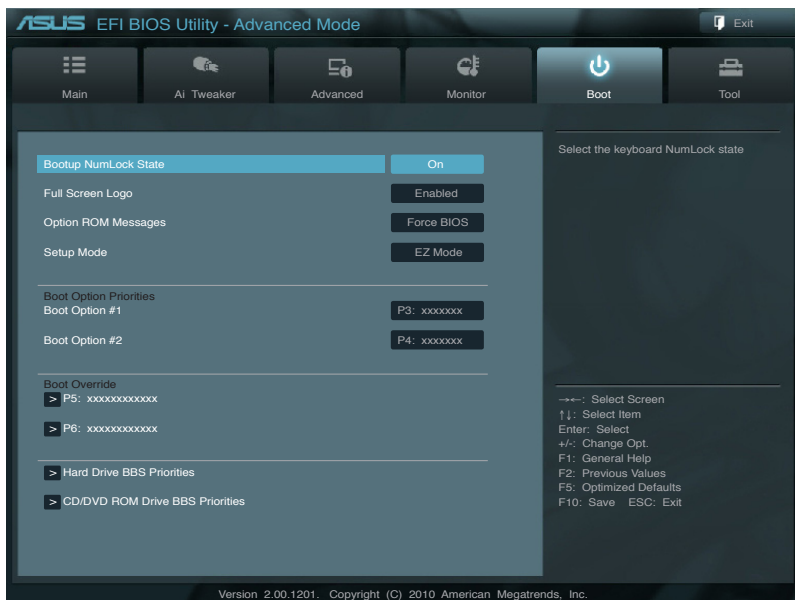 ASUS EFI BIOS Utility - Advanced Mode
Exit
Main
Ai Tweaker
Advanced
Monitor
Boot
Tool
Bootup NumLock State On
Full Screen Logo Enabled
Option ROM Messages Force BIOS
Setup Mode EZ Mode
Boot Option Priorities
Boot Option #1 P3: xxxxxxx
Boot Option #2 P4: xxxxxxx
Boot Override
> P5: xxxxxxxxxxxx
> P6: xxxxxxxxxxxx
> Hard Drive BBS Priorities
> CD/DVD ROM Drive BBS Priorities
Select the keyboard NumLock state
→←: Select Screen
↑↓: Select Item
Enter: Select
+/-: Change Opt.
F1: General Help
F2: Previous Values
F5: Optimized Defaults
F10: Save ESC: Exit
Version 2.00.1201. Copyright (C) 2010 American Megatrends, Inc.